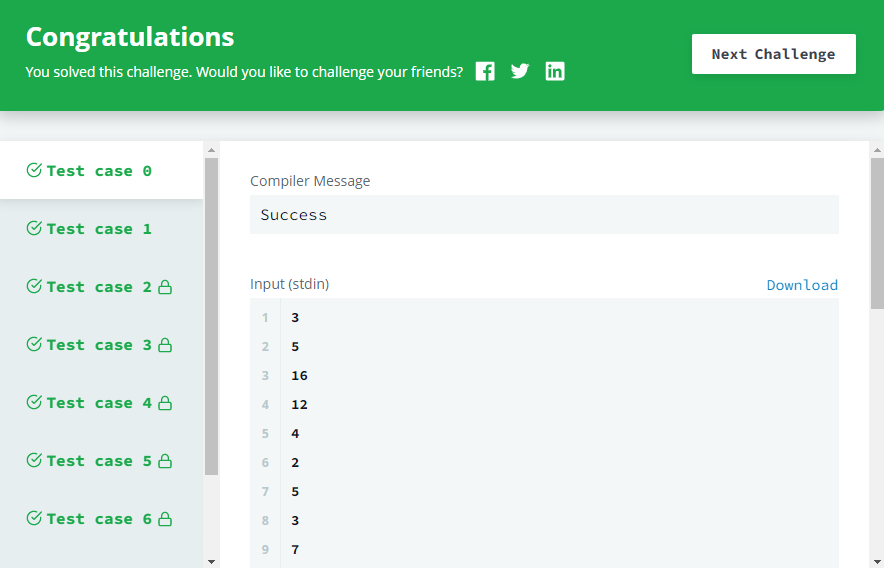 Congratulations
You solved this challenge. Would you like to challenge your friends?
Next Challenge
Test case 0
Test case 1
Test case 2
Test case 3
Test case 4
Test case 5
Test case 6
Compiler Message
Success
Input (stdin)
Download
1 3
2 5
3 16
4 12
5 4
6 2
7 5
8 3
9 7